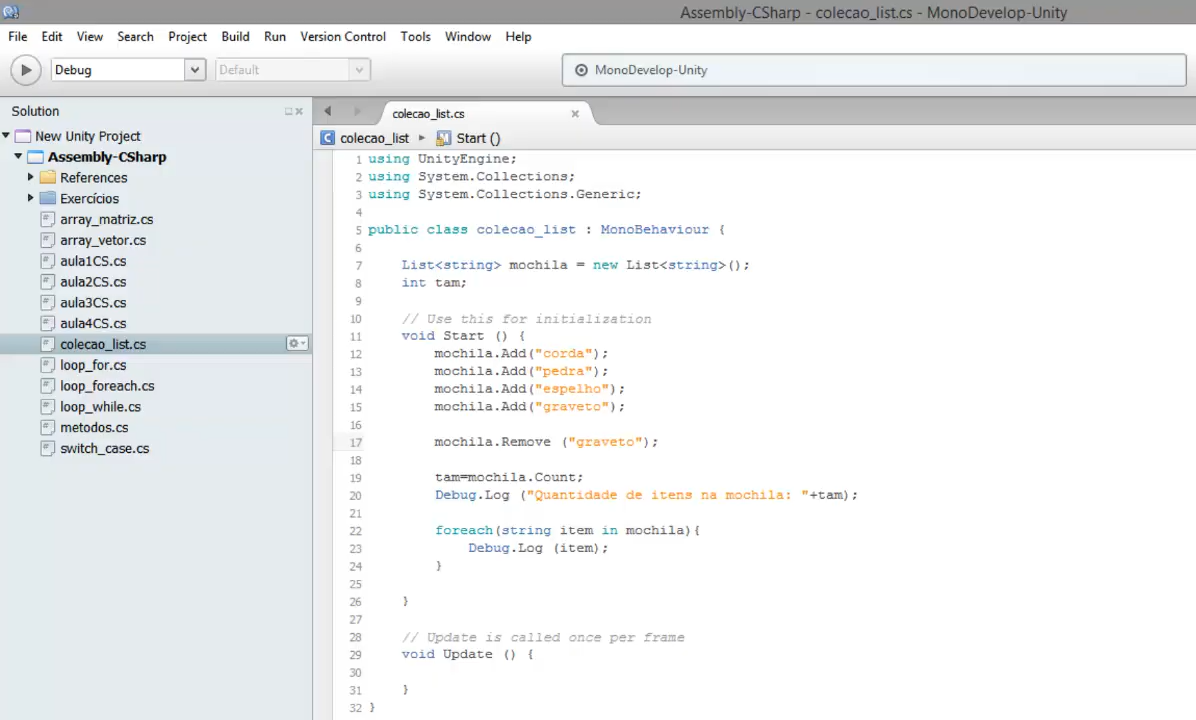 Assembly-CSharp - colecao_list.cs - MonoDevelop-Unity
File Edit View Search Project Build Run Version Control Tools Window Help
Debug Default MonoDevelop-Unity
Solution
colecao_list.cs
New Unity Project
Assembly-CSharp
References
Exercícios
array_matriz.cs
array_vetor.cs
aula1CS.cs
aula2CS.cs
aula3CS.cs
aula4CS.cs
colecao_list.cs
loop_for.cs
loop_foreach.cs
loop_while.cs
metodos.cs
switch_case.cs
colecao_list Start ()
1 using UnityEngine;
2 using System.Collections;
3 using System.Collections.Generic;
4
5 public class colecao_list : MonoBehaviour {
6
7 List<string> mochila = new List<string>();
8 int tam;
9
10 // Use this for initialization
11 void Start () {
12 mochila.Add("corda");
13 mochila.Add("pedra");
14 mochila.Add("espelho");
15 mochila.Add("graveto");
16
17 mochila.Remove ("graveto");
18
19 tam=mochila.Count;
20 Debug.Log ("Quantidade de itens na mochila: "+tam);
21
22 foreach(string item in mochila){
23 Debug.Log (item);
24 }
25
26 }
27
28 // Update is called once per frame
29 void Update () {
30
31 }
32 }